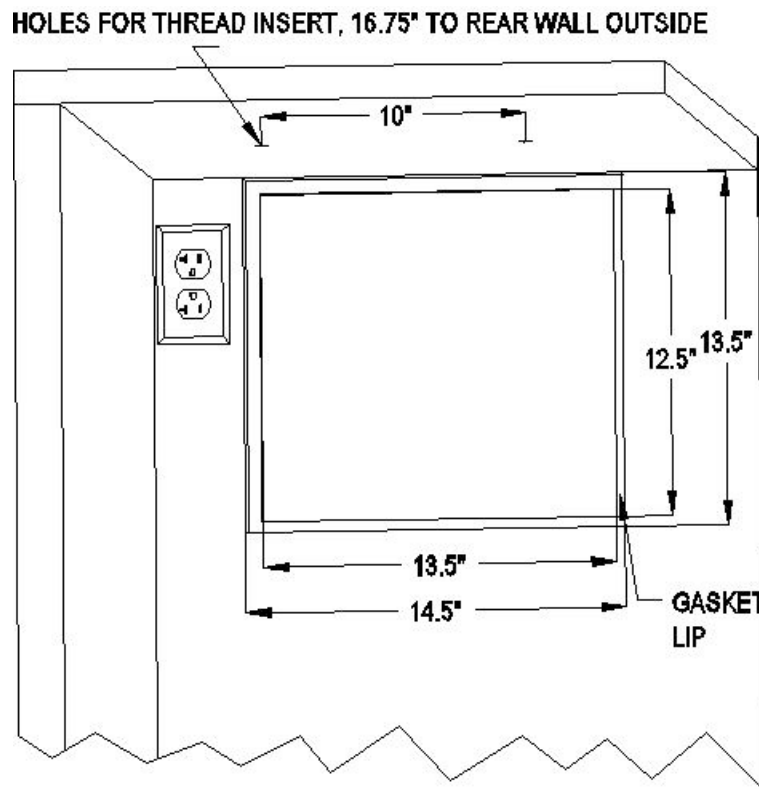 HOLES FOR THREAD INSERT, 16.75" TO REAR WALL OUTSIDE
10"
12.5"
13.5"
13.5"
14.5"
GASKET
LIP